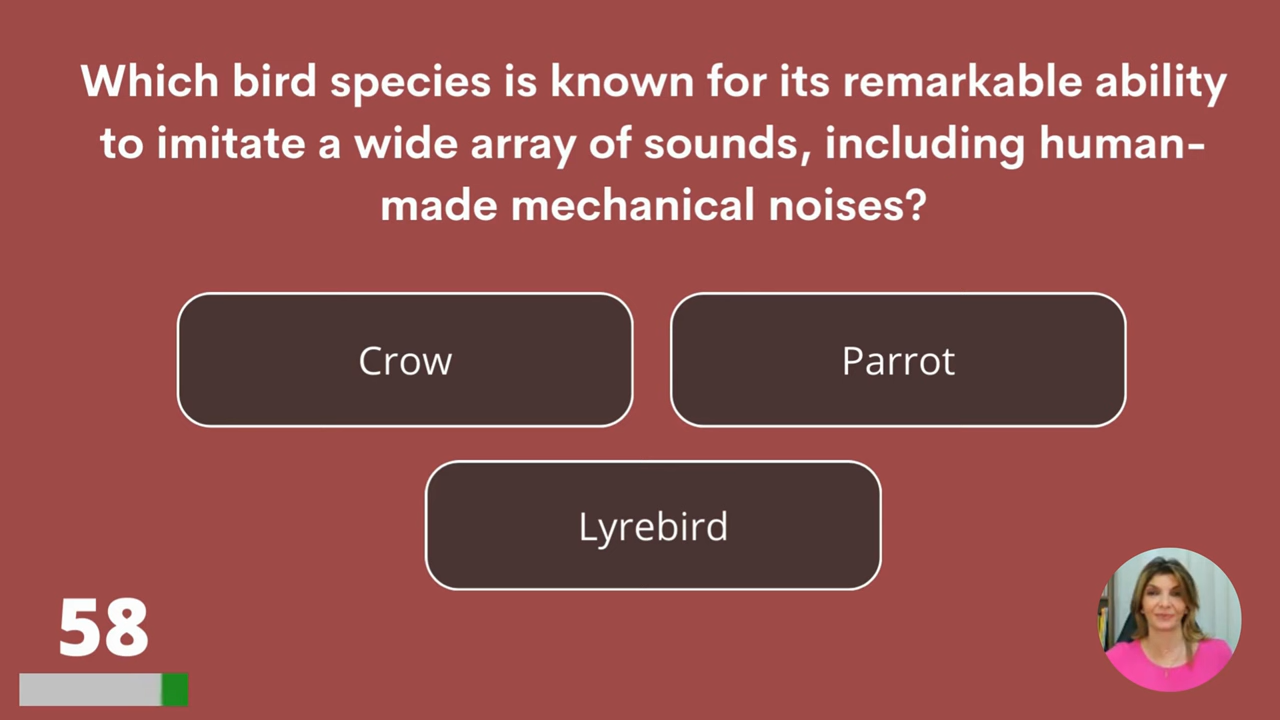 Which bird species is known for its remarkable ability
to imitate a wide array of sounds, including human-
made mechanical noises?
Crow
Parrot
Lyrebird
58